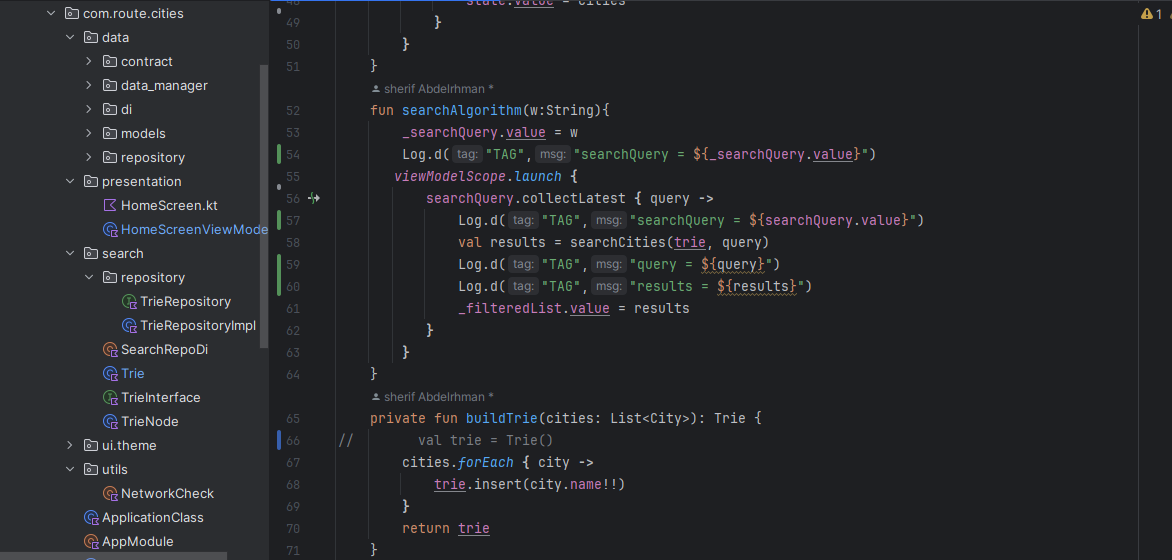 com.route.cities
data
contract
data_manager
di
models
repository
presentation
HomeScreen.kt
HomeScreenViewMode
search
repository
TrieRepository
TrieRepositoryImpl
SearchRepoDi
Trie
TrieInterface
TrieNode
ui.theme
utils
NetworkCheck
ApplicationClass
AppModule
1
48 state.value = cities
49 }
50 }
51 }
sherif Abdelrhman *
52 fun searchAlgorithm(w:String){
53 _searchQuery.value = w
54 Log.d( tag: "TAG", msg: "searchQuery = ${_searchQuery.value}")
55 viewModelScope.launch {
56 searchQuery.collectLatest { query ->
57 Log.d( tag: "TAG", msg: "searchQuery = ${searchQuery.value}")
58 val results = searchCities(trie, query)
59 Log.d( tag: "TAG", msg: "query = ${query}")
60 Log.d( tag: "TAG", msg: "results = ${results}")
61 _filteredList.value = results
62 }
63 }
64 }
sherif Abdelrhman *
65 private fun buildTrie(cities: List<City>): Trie {
66 // val trie = Trie()
67 cities.forEach { city ->
68 trie.insert(city.name!!)
69 }
70 return trie
71 }